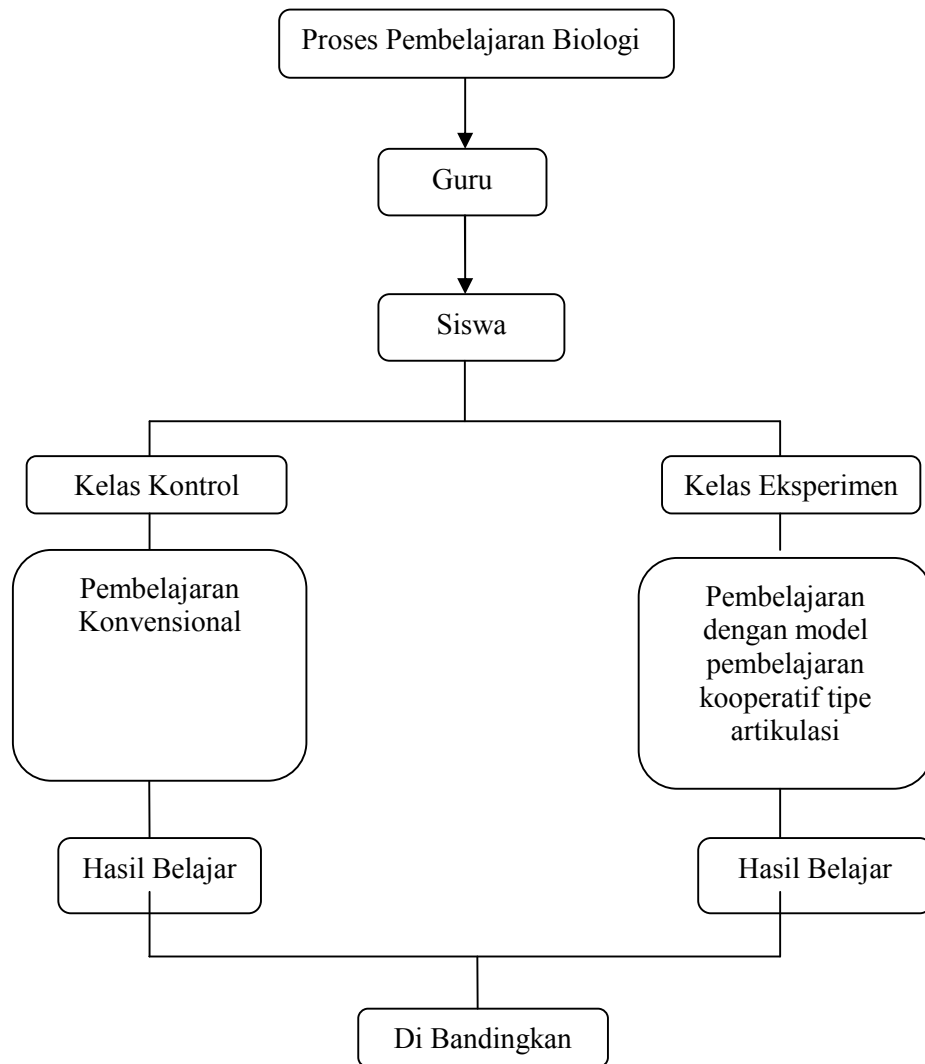 Proses Pembelajaran Biologi
Guru
Siswa
Kelas Kontrol
Kelas Eksperimen
Pembelajaran
Konvensional
Pembelajaran
dengan model
pembelajaran
kooperatif tipe
artikulasi
Hasil Belajar
Hasil Belajar
Di Bandingkan